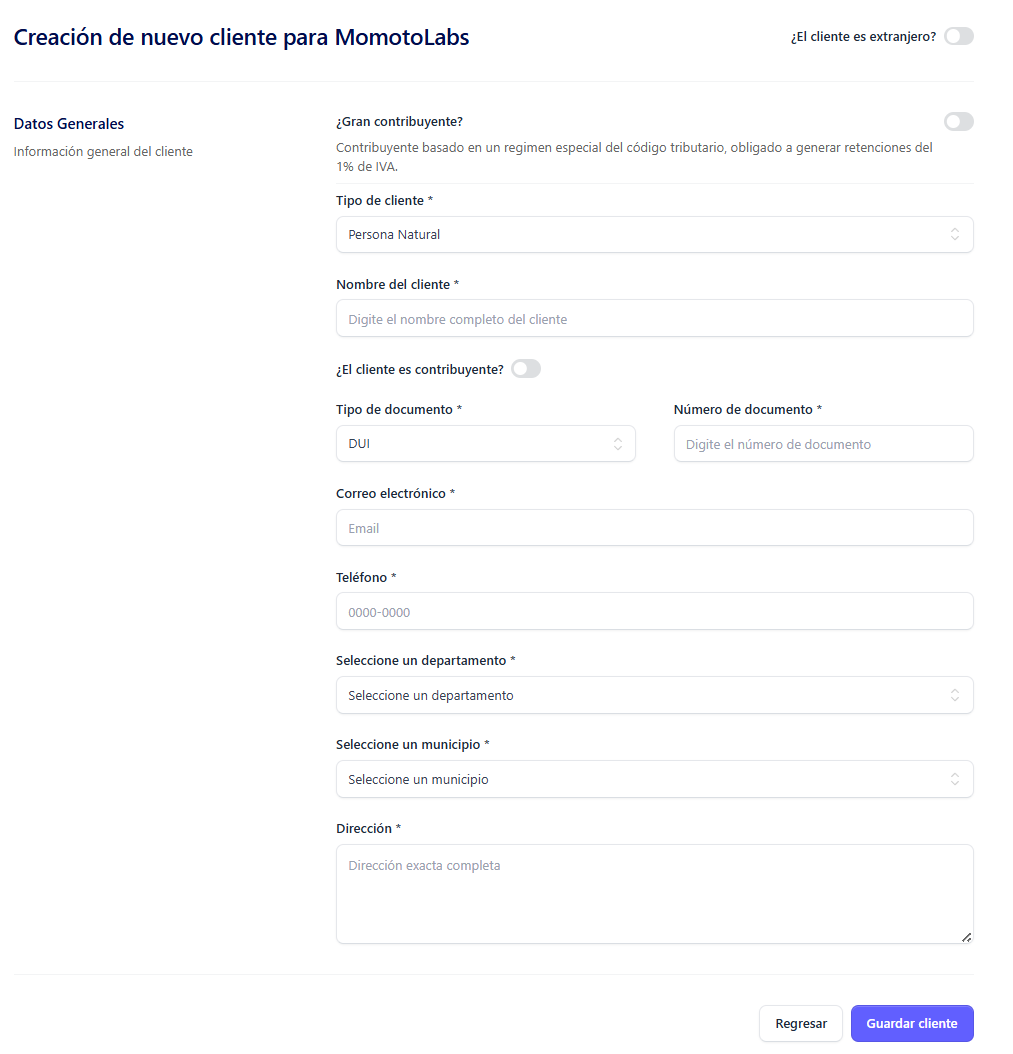 Creación de nuevo cliente para MomotoLabs
¿El cliente es extranjero?
Datos Generales
Información general del cliente
¿Gran contribuyente?
Contribuyente basado en un regimen especial del código tributario, obligado a generar retenciones del
1% de IVA.
Tipo de cliente *
Persona Natural
Nombre del cliente *
Digite el nombre completo del cliente
¿El cliente es contribuyente?
Tipo de documento *
DUI
Número de documento *
Digite el número de documento
Correo electrónico *
Email
Teléfono *
0000-0000
Seleccione un departamento *
Seleccione un departamento
Seleccione un municipio *
Seleccione un municipio
Dirección *
Dirección exacta completa
Regresar
Guardar cliente